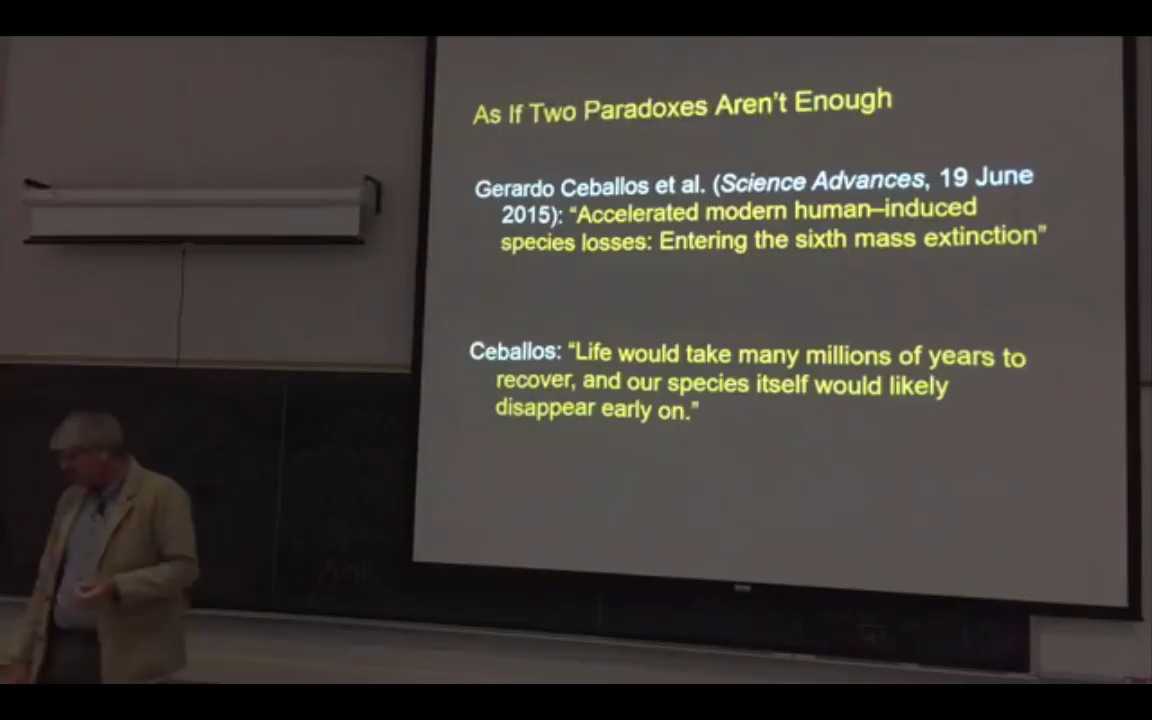 As If Two Paradoxes Aren't Enough
Gerardo Ceballos et al. (Science Advances, 19 June
2015): “Accelerated modern human–induced
species losses: Entering the sixth mass extinction”
Ceballos: “Life would take many millions of years to
recover, and our species itself would likely
disappear early on.”